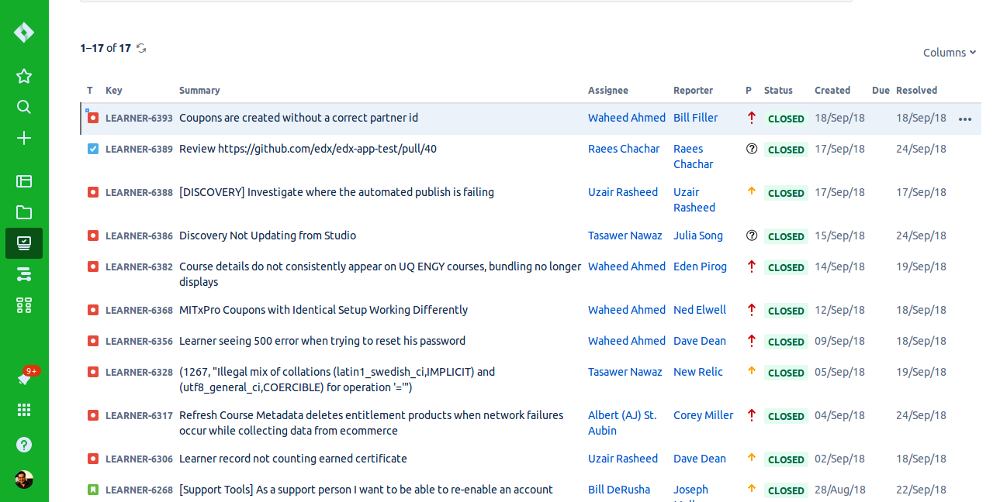 1–17 of 17
Columns
T Key Summary Assignee Reporter P Status Created Due Resolved
LEARNER-6393 Coupons are created without a correct partner id Waheed Ahmed Bill Filler CLOSED 18/Sep/18 18/Sep/18
LEARNER-6389 Review https://github.com/edx/edx-app-test/pull/40 Raees Chachar Raees CLOSED 17/Sep/18 24/Sep/18
Chachar
LEARNER-6388 [DISCOVERY] Investigate where the automated publish is failing Uzair Rasheed Uzair CLOSED 17/Sep/18 17/Sep/18
Rasheed
LEARNER-6386 Discovery Not Updating from Studio Tasawer Nawaz Julia Song CLOSED 15/Sep/18 24/Sep/18
LEARNER-6382 Course details do not consistently appear on UQ ENGY courses, bundling no longer Waheed Ahmed Eden Pirog CLOSED 14/Sep/18 19/Sep/18
displays
LEARNER-6368 MITxPro Coupons with Identical Setup Working Differently Waheed Ahmed Ned Elwell CLOSED 12/Sep/18 18/Sep/18
LEARNER-6356 Learner seeing 500 error when trying to reset his password Waheed Ahmed Dave Dean CLOSED 09/Sep/18 18/Sep/18
LEARNER-6328 (1267, "Illegal mix of collations (latin1_swedish_ci,IMPLICIT) and Tasawer Nawaz New Relic CLOSED 05/Sep/18 19/Sep/18
(utf8_general_ci,COERCIBLE) for operation '='")
9+
LEARNER-6317 Refresh Course Metadata deletes entitlement products when network failures Albert (AJ) St. Corey Miller CLOSED 04/Sep/18 24/Sep/18
occur while collecting data from ecommerce Aubin
LEARNER-6306 Learner record not counting earned certificate Uzair Rasheed Dave Dean CLOSED 02/Sep/18 18/Sep/18
LEARNER-6268 [Support Tools] As a support person I want to be able to re-enable an account Bill DeRusha Joseph CLOSED 28/Aug/18 22/Sep/18